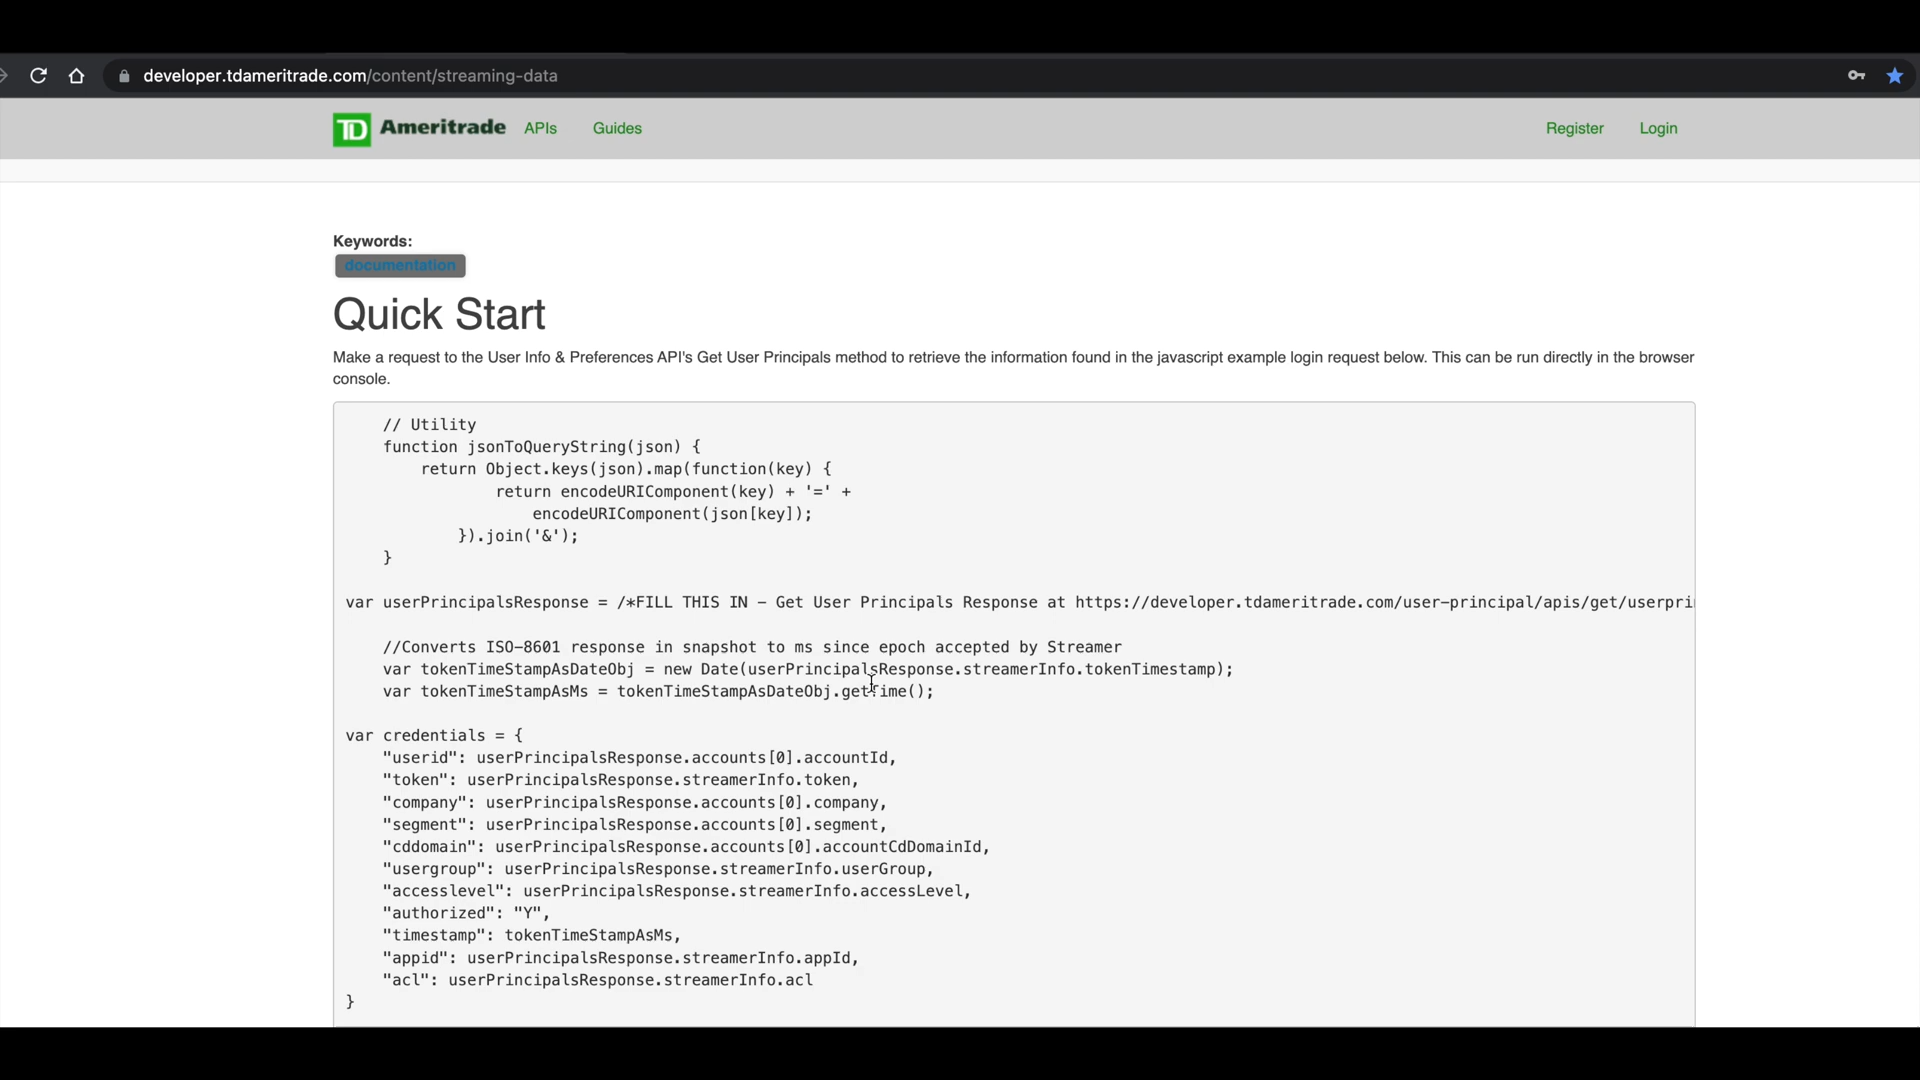 developer.tdameritrade.com/content/streaming-data
TD Ameritrade APIs Guides Register Login
Keywords:
documentation
Quick Start
Make a request to the User Info & Preferences API's Get User Principals method to retrieve the information found in the javascript example login request below. This can be run directly in the browser
console.
// Utility
function jsonToQueryString(json) {
return Object.keys(json).map(function(key) {
return encodeURIComponent(key) + '=' +
encodeURIComponent(json[key]);
}).join('&');
}
var userPrincipalsResponse = /*FILL THIS IN - Get User Principals Response at https://developer.tdameritrade.com/user-principal/apis/get/userpri
//Converts ISO-8601 response in snapshot to ms since epoch accepted by Streamer
var tokenTimeStampAsDateObj = new Date(userPrincipalsResponse.streamerInfo.tokenTimestamp);
var tokenTimeStampAsMs = tokenTimeStampAsDateObj.getTime();
var credentials = {
"userid": userPrincipalsResponse.accounts[0].accountId,
"token": userPrincipalsResponse.streamerInfo.token,
"company": userPrincipalsResponse.accounts[0].company,
"segment": userPrincipalsResponse.accounts[0].segment,
"cddomain": userPrincipalsResponse.accounts[0].accountCdDomainId,
"usergroup": userPrincipalsResponse.streamerInfo.userGroup,
"accesslevel": userPrincipalsResponse.streamerInfo.accessLevel,
"authorized": "Y",
"timestamp": tokenTimeStampAsMs,
"appid": userPrincipalsResponse.streamerInfo.appId,
"acl": userPrincipalsResponse.streamerInfo.acl
}